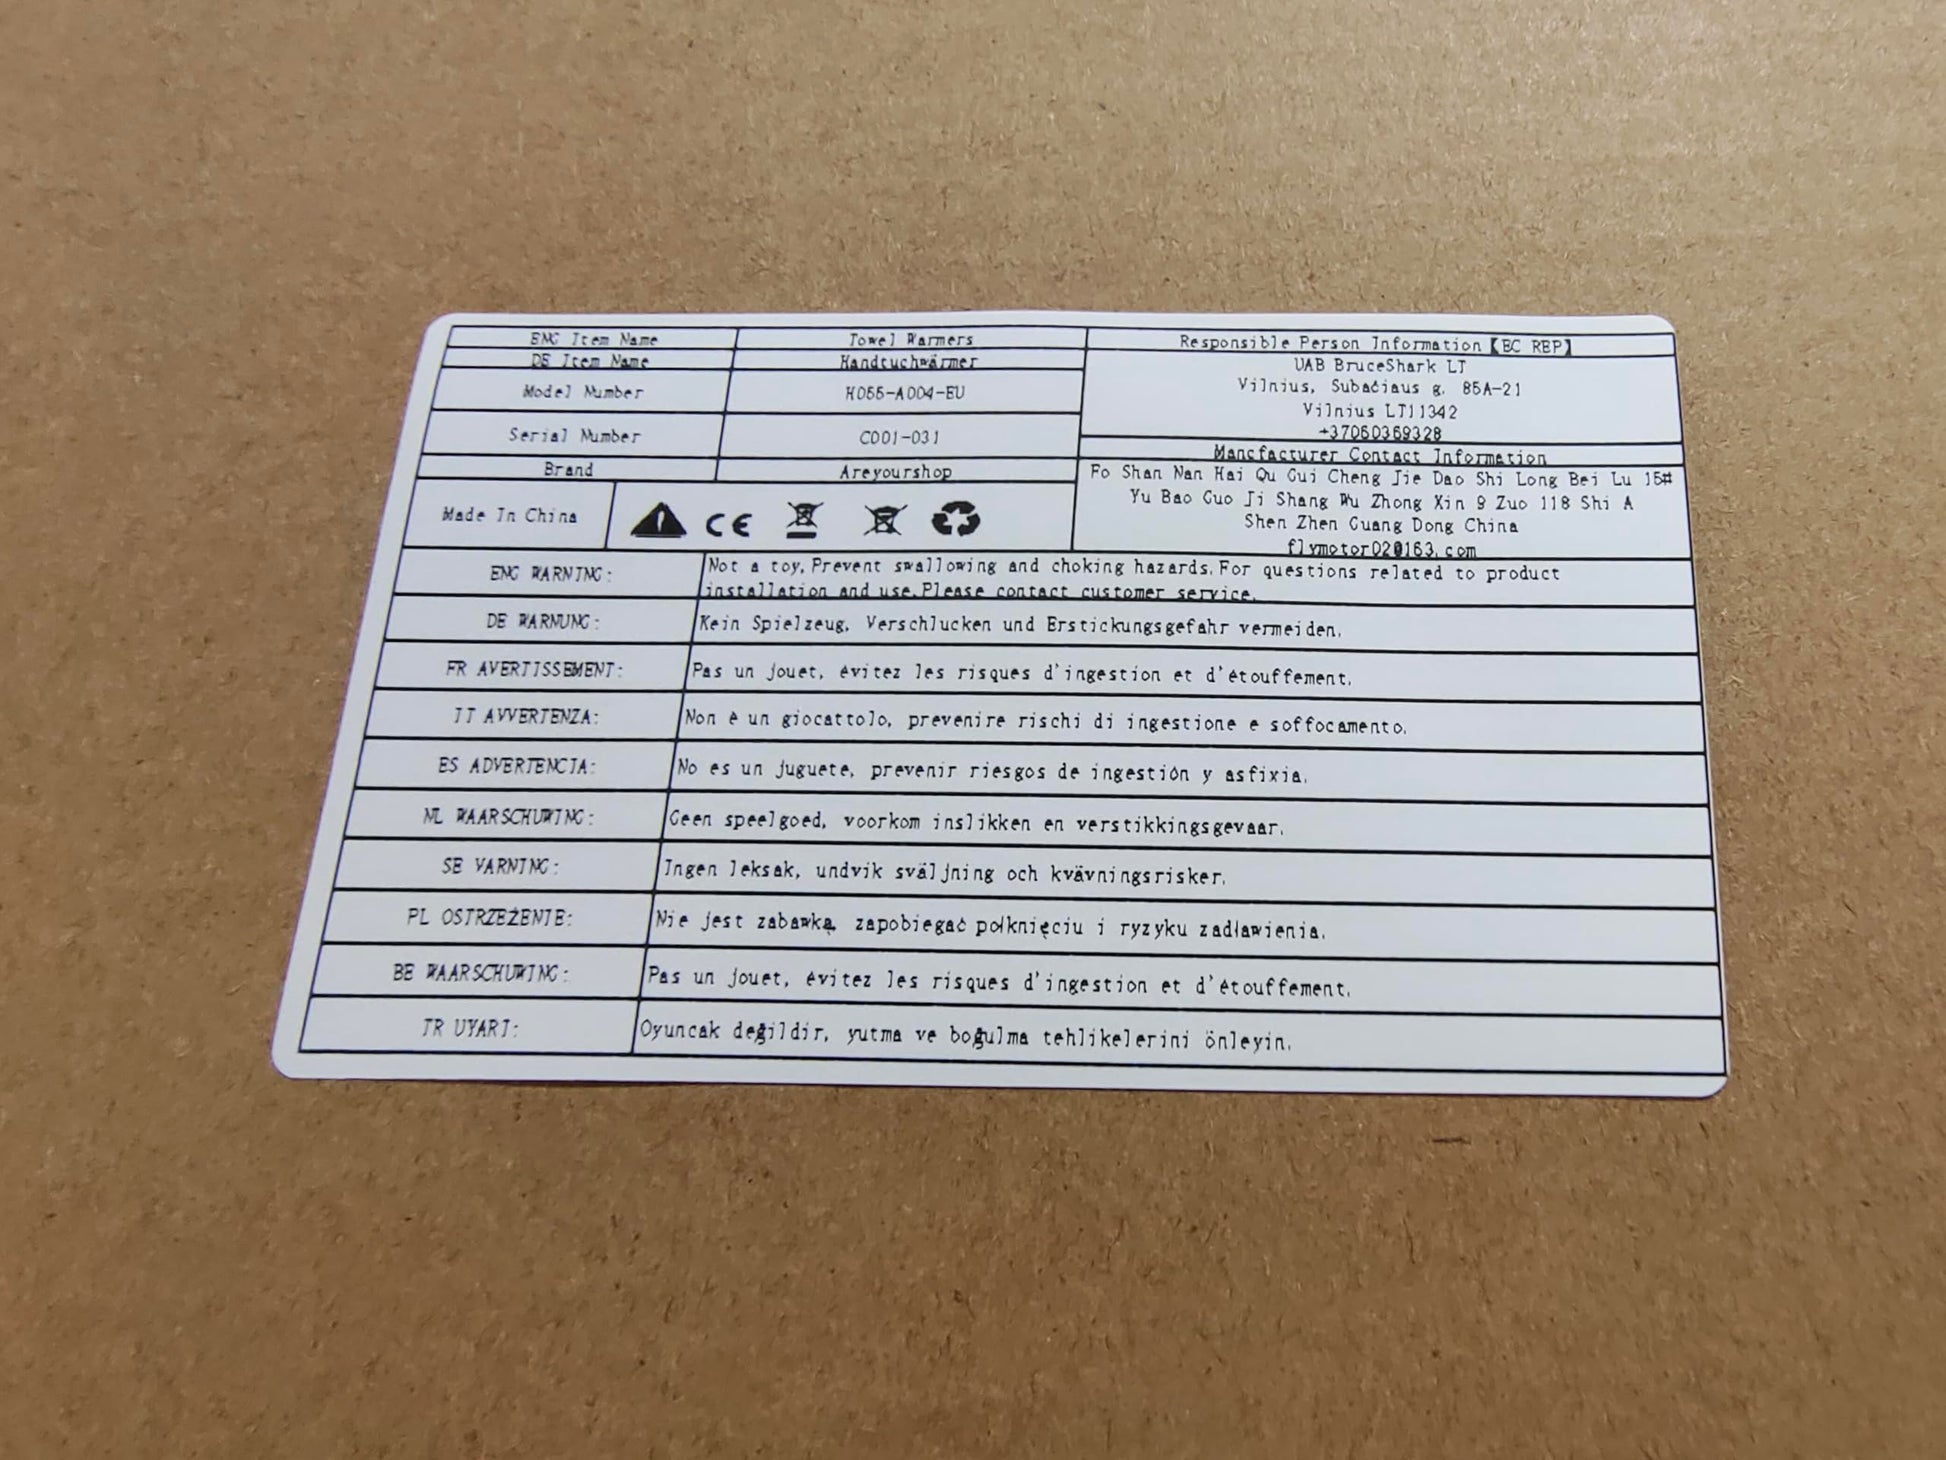 ENG Item Name
Towel Warmers
DE Item Name
Handtuchwärmer
Model Number
H055-A004-EU
Serial Number
C001-031
Brand
Areyourshop
Made In China
CE
Responsible Person Information【EC REP】
UAB BruceShark LT
Vilnius, Subačiaus g. 85A-21
Vilnius LT11342
+37060369328
Mancfacturer Contact Information
Fo Shan Nan Hai Qu Gui Cheng Jie Dao Shi Long Bei Lu 15#
Yu Bao Guo Ji Shang Wu Zhong Xin 9 Zuo 118 Shi A
Shen Zhen Guang Dong China
flymotor02@163.com
ENG WARNING:
Not a toy,Prevent swallowing and choking hazards.For questions related to product
installation and use,Please contact customer service.
DE WARNUNG:
Kein Spielzeug, Verschlucken und Erstickungsgefahr vermeiden.
FR AVERTISSEMENT:
Pas un jouet, évitez les risques d'ingestion et d'étouffement.
IT AVVERTENZA:
Non è un giocattolo, prevenire rischi di ingestione e soffocamento.
ES ADVERTENCIA:
No es un juguete, prevenir riesgos de ingestión y asfixia.
NL WAARSCHUWING:
Geen speelgoed, voorkom inslikken en verstikkingsgevaar.
SE VARNING:
Ingen leksak, undvik sväljning och kvävningsrisker.
PL OSTRZEŻENIE:
Nie jest zabawką, zapobiegać połknięciu i ryzyku zadławienia.
BE WAARSCHUWING:
Pas un jouet, évitez les risques d'ingestion et d'étouffement.
TR UYARI:
Oyuncak değildir, yutma ve boğulma tehlikelerini önleyin.